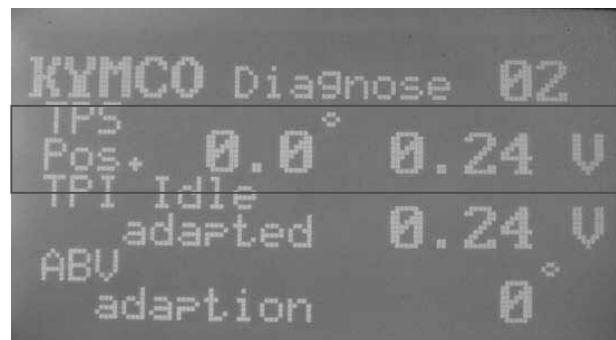 KYMCO Diagnose 02
TPS
Pos. 0.0° 0.24 V
TPI Idle
adapted 0.24 V
ABV
adaption 0°